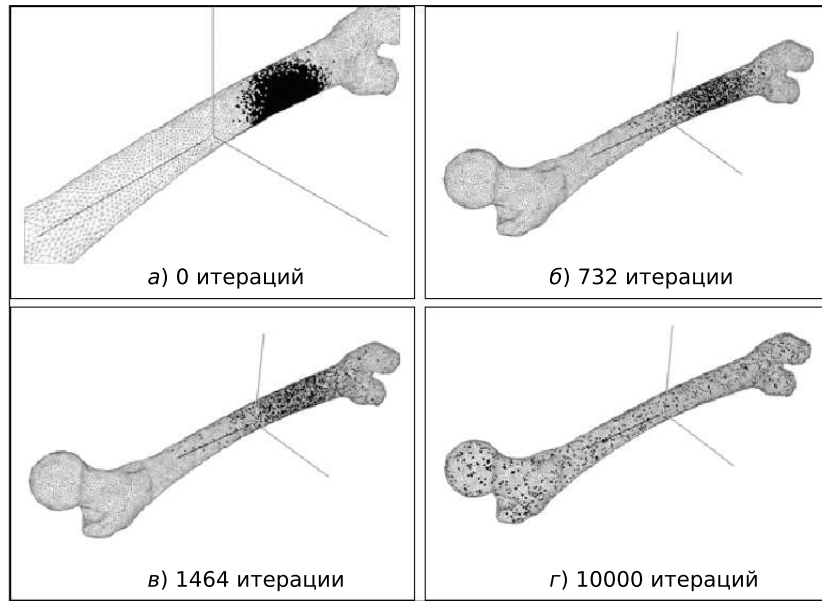 а) 0 итераций
б) 732 итерации
в) 1464 итерации
г) 10000 итераций